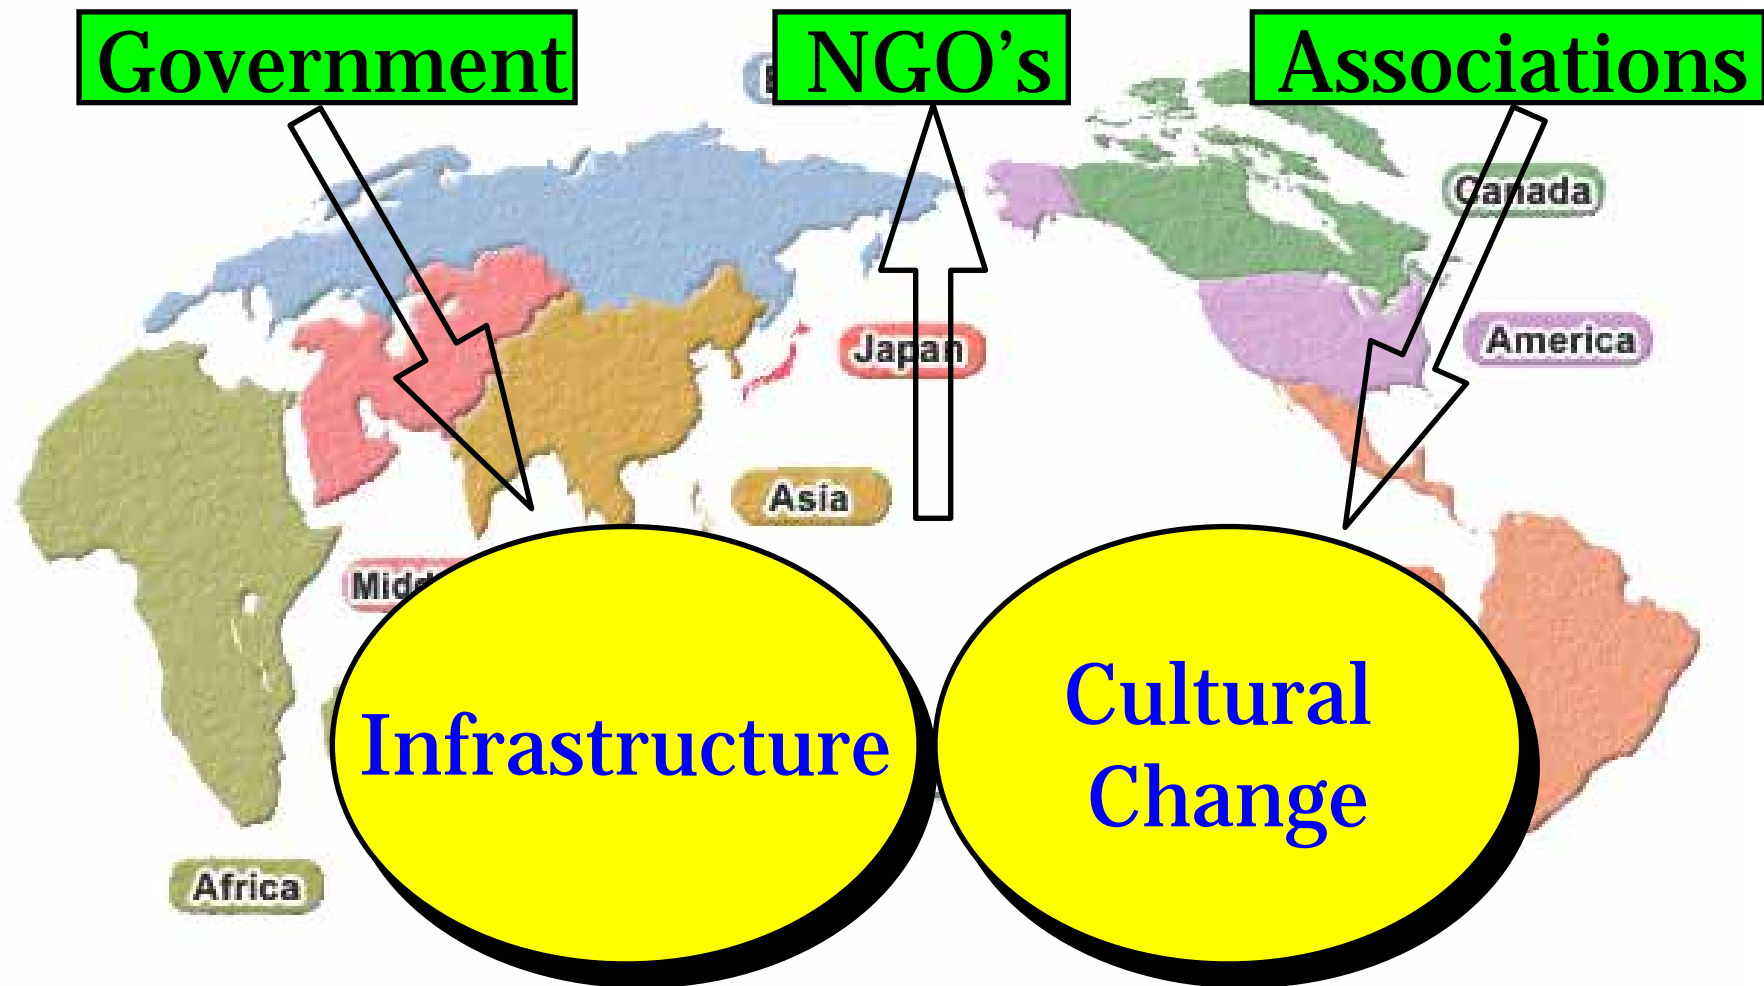 Government
NGO's
Associations
Canada
Japan
America
Asia
Infrastructure
Cultural
Change
Africa